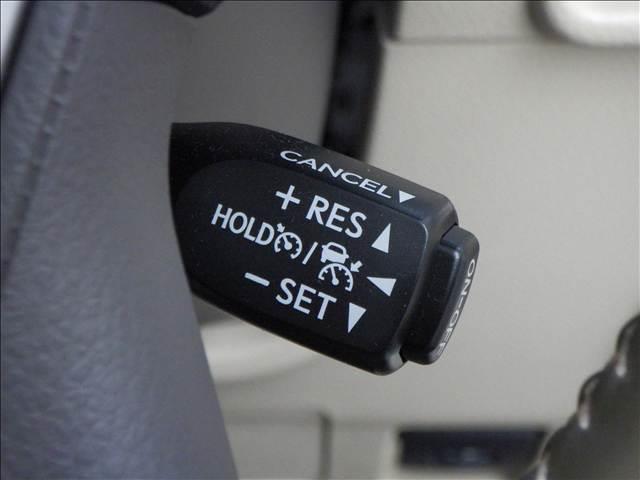 CANCEL▼
+ RES ▲
HOLD / ◀
- SET ▼
ON-OFF